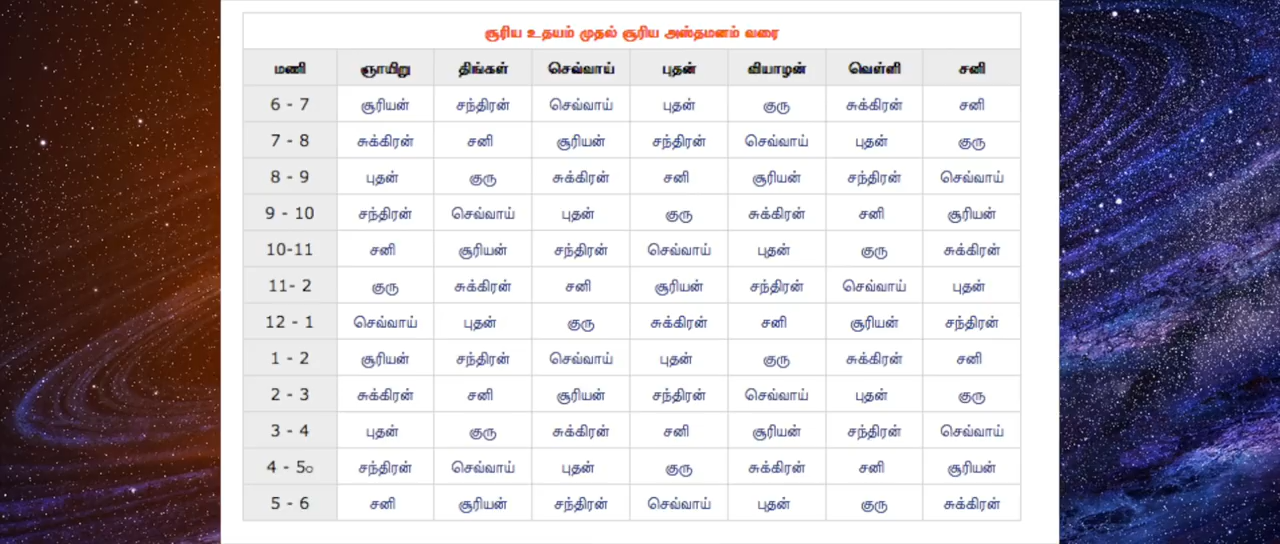 சூரிய உதயம் முதல் சூரிய அஸ்தமனம் வரை
மணி ஞாயிறு திங்கள் செவ்வாய் புதன் வியாழன் வெள்ளி சனி
6 - 7 சூரியன் சந்திரன் செவ்வாய் புதன் குரு சுக்கிரன் சனி
7 - 8 சுக்கிரன் சனி சூரியன் சந்திரன் செவ்வாய் புதன் குரு
8 - 9 புதன் குரு சுக்கிரன் சனி சூரியன் சந்திரன் செவ்வாய்
9 - 10 சந்திரன் செவ்வாய் புதன் குரு சுக்கிரன் சனி சூரியன்
10-11 சனி சூரியன் சந்திரன் செவ்வாய் புதன் குரு சுக்கிரன்
11- 2 குரு சுக்கிரன் சனி சூரியன் சந்திரன் செவ்வாய் புதன்
12 - 1 செவ்வாய் புதன் குரு சுக்கிரன் சனி சூரியன் சந்திரன்
1 - 2 சூரியன் சந்திரன் செவ்வாய் புதன் குரு சுக்கிரன் சனி
2 - 3 சுக்கிரன் சனி சூரியன் சந்திரன் செவ்வாய் புதன் குரு
3 - 4 புதன் குரு சுக்கிரன் சனி சூரியன் சந்திரன் செவ்வாய்
4 - 5௦ சந்திரன் செவ்வாய் புதன் குரு சுக்கிரன் சனி சூரியன்
5 - 6 சனி சூரியன் சந்திரன் செவ்வாய் புதன் குரு சுக்கிரன்